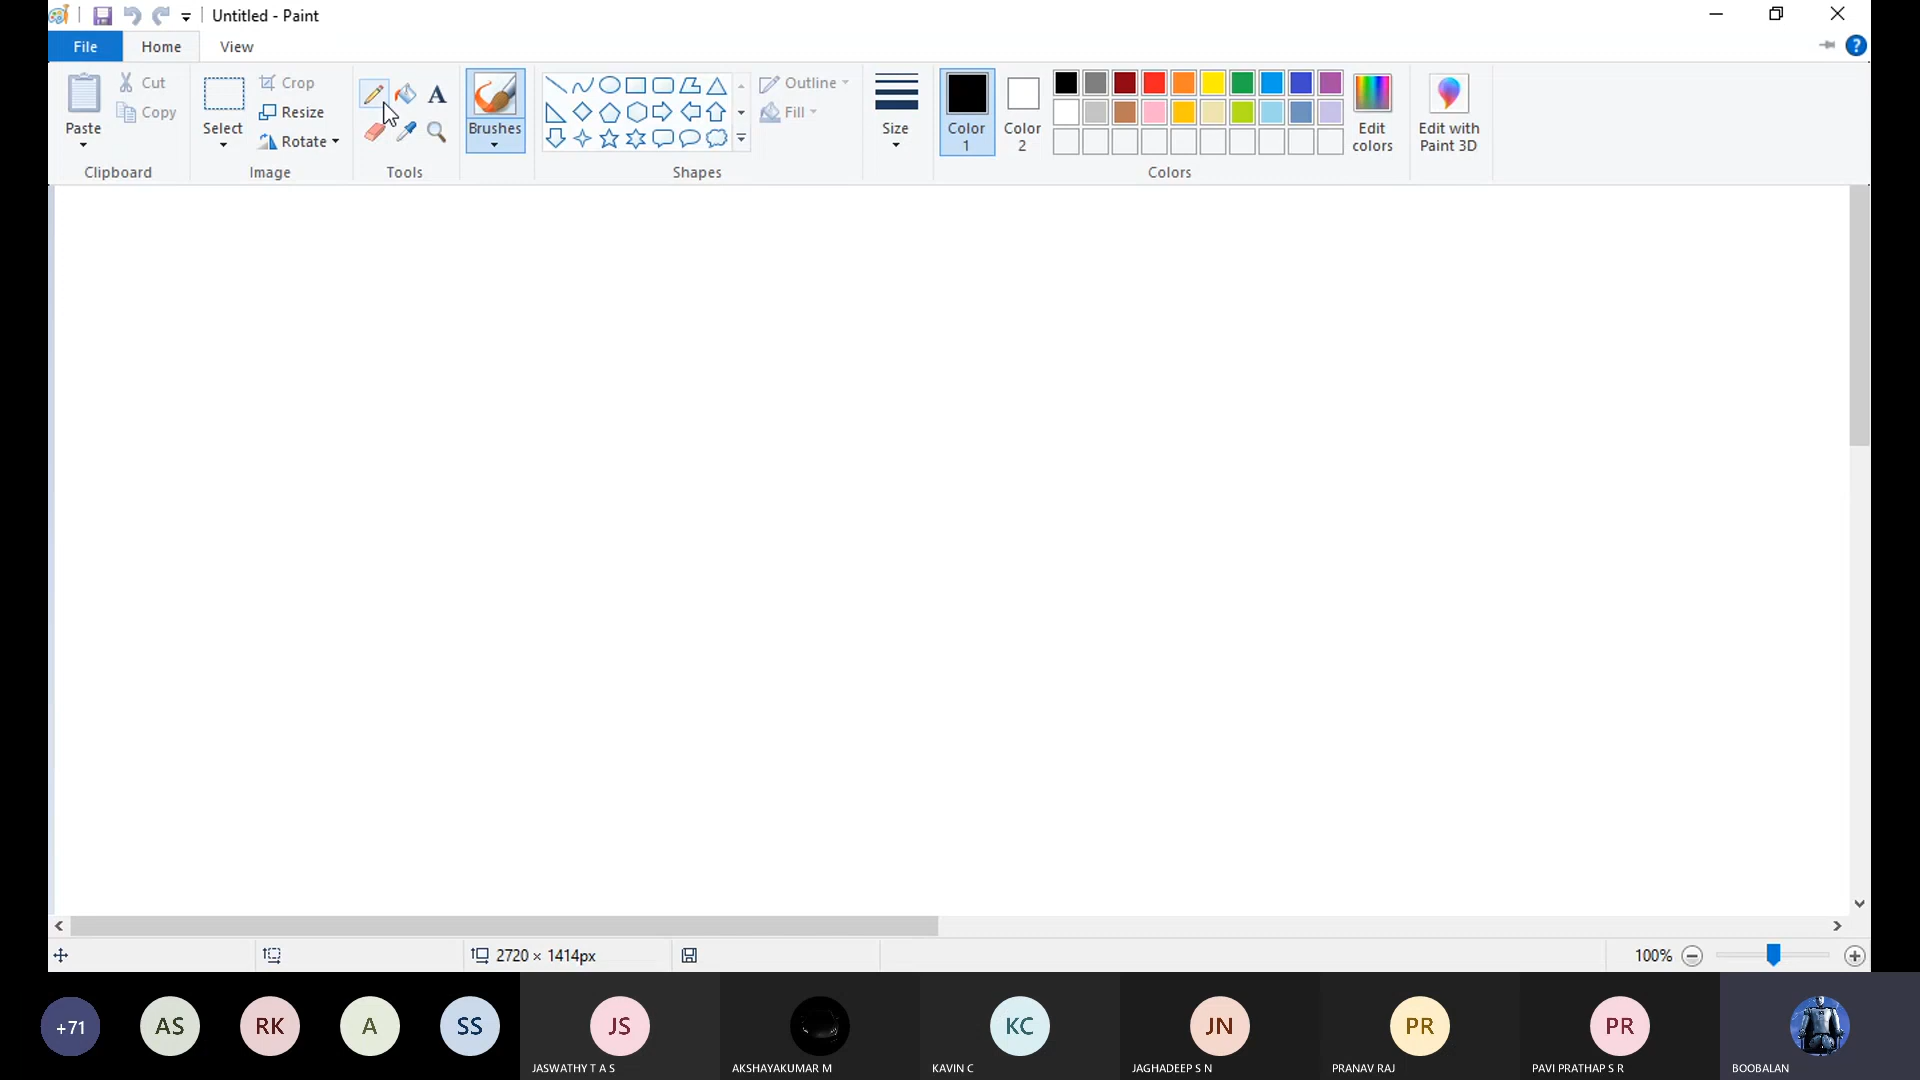 Untitled - Paint
File
Home
View
Paste
Cut
Copy
Clipboard
Select
Crop
Resize
Rotate
Image
A
Tools
Brushes
Shapes
Outline
Fill
Size
Color
1
Color
2
Edit
colors
Colors
Edit with
Paint 3D
2720 × 1414px
100%
+71
AS
RK
A
SS
JS
JASWATHY T A S
AKSHAYAKUMAR M
KC
KAVIN C
JN
JAGHADEEP S N
PR
PRANAV RAJ
PR
PAVI PRATHAP S R
BOOBALAN